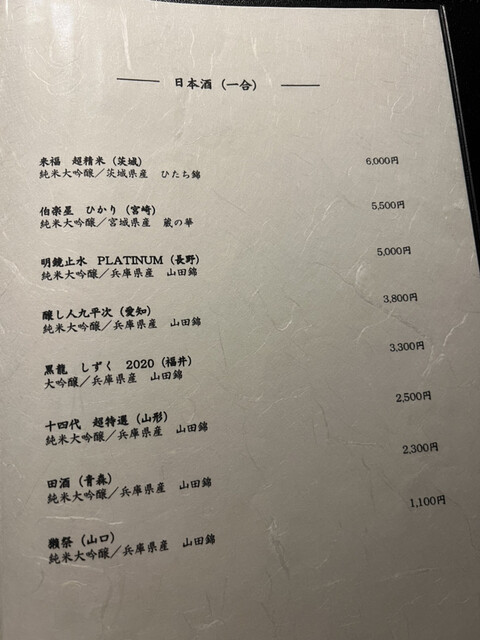 日本酒（一合）
来福　超精米（茨城）　6,000円
純米大吟醸／茨城県産　ひたち錦
伯楽星　ひかり（宮崎）　5,500円
純米大吟醸／宮城県産　蔵の華
明鏡止水　PLATINUM（長野）　5,000円
純米大吟醸／兵庫県産　山田錦
醸し人九平次（愛知）　3,800円
純米大吟醸／兵庫県産　山田錦
黒龍　しずく　2020（福井）　3,300円
大吟醸／兵庫県産　山田錦
十四代　超特選（山形）　2,500円
純米大吟醸／兵庫県産　山田錦
田酒（青森）　2,300円
純米大吟醸／兵庫県産　山田錦
獺祭（山口）　1,100円
純米大吟醸／兵庫県産　山田錦